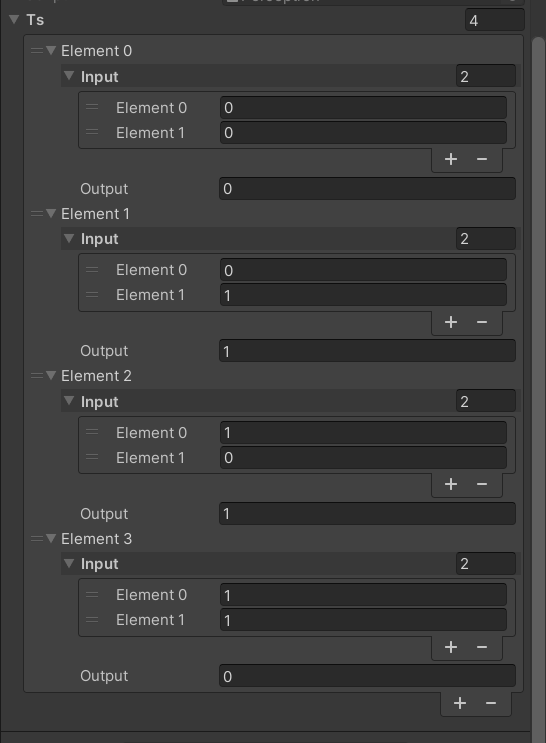 Ts 4
Element 0
Input 2
Element 0 0
Element 1 0
+ −
Output 0
Element 1
Input 2
Element 0 0
Element 1 1
+ −
Output 1
Element 2
Input 2
Element 0 1
Element 1 0
+ −
Output 1
Element 3
Input 2
Element 0 1
Element 1 1
+ −
Output 0
+ −